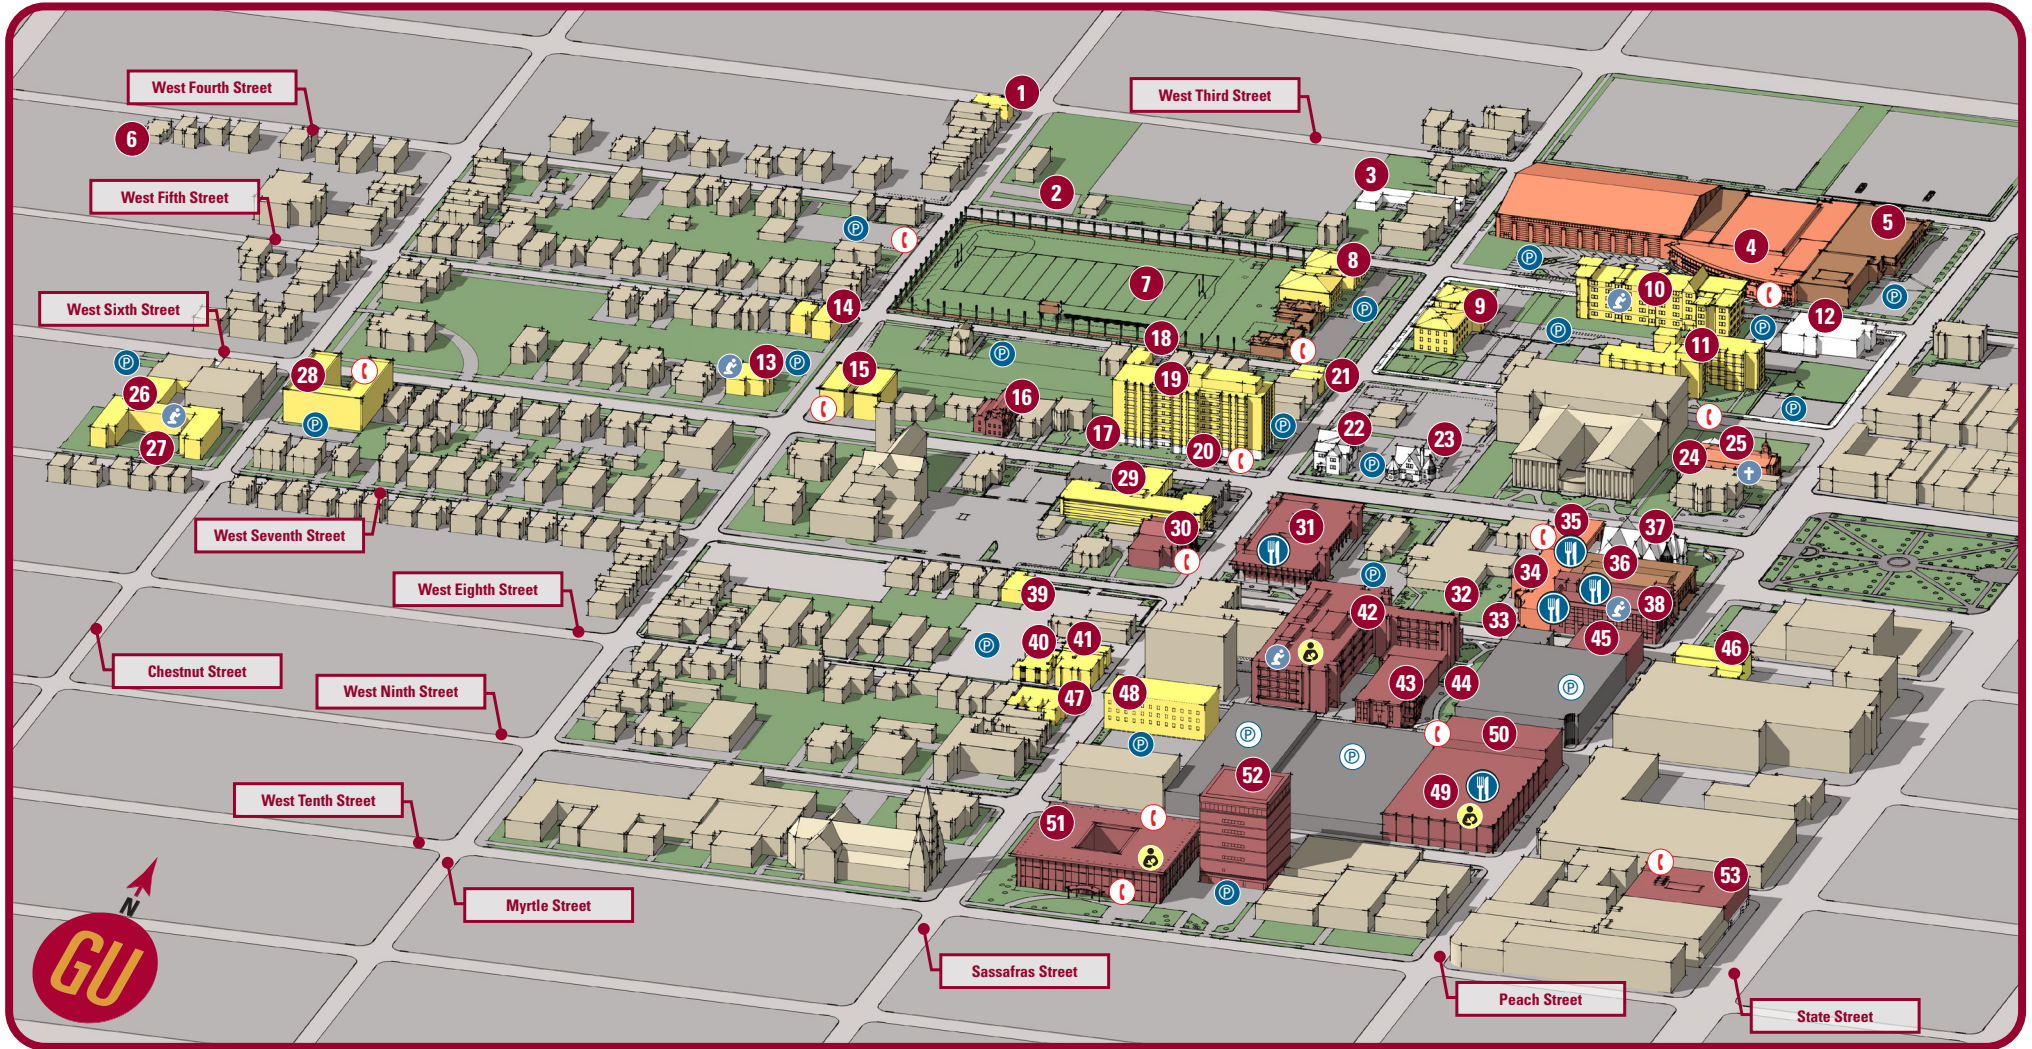 1
West Fourth Street
West Third Street
6
3
2
West Fifth Street
5
P
P
4
8
P
7
10
West Sixth Street
9
14
P
12
18
P
P
P
P
11
13
P
15
19
21
28
26
16
P
P
22
17
23
P
27
20
P
25
24
29
31
30
35
37
West Seventh Street
36
34
P
West Eighth Street
39
32
38
42
33
40
41
45
P
46
Chestnut Street
43
44
P
West Ninth Street
47
48
50
P
P
P
52
49
West Tenth Street
51
53
P
N
Myrtle Street
GU
Sassafras Street
Peach Street
State Street